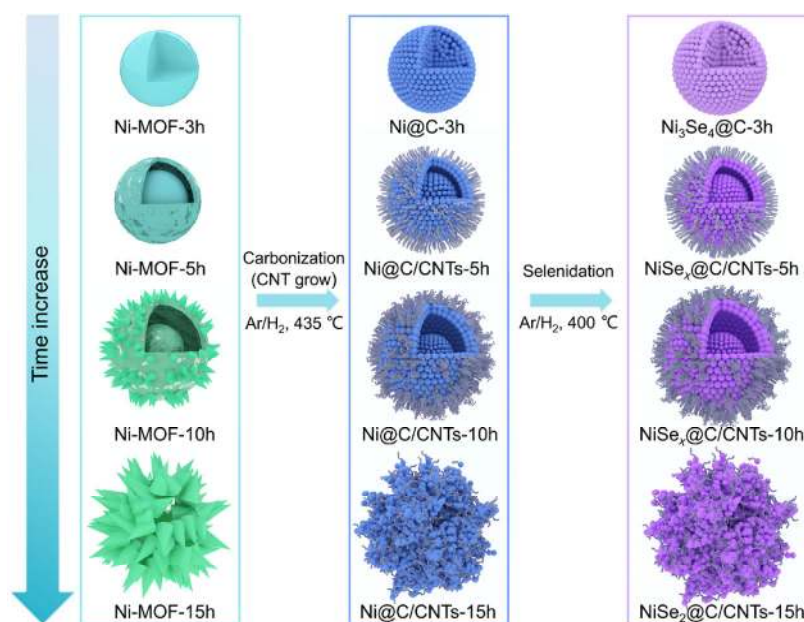 Time increase
Ni-MOF-3h
Ni-MOF-5h
Ni-MOF-10h
Ni-MOF-15h
Carbonization
(CNT grow)
Ar/H₂, 435 ℃
Ni@C-3h
Ni@C/CNTs-5h
Ni@C/CNTs-10h
Ni@C/CNTs-15h
Selenidation
Ar/H₂, 400 ℃
Ni₃Se₄@C-3h
NiSeₓ@C/CNTs-5h
NiSeₓ@C/CNTs-10h
NiSe₂@C/CNTs-15h